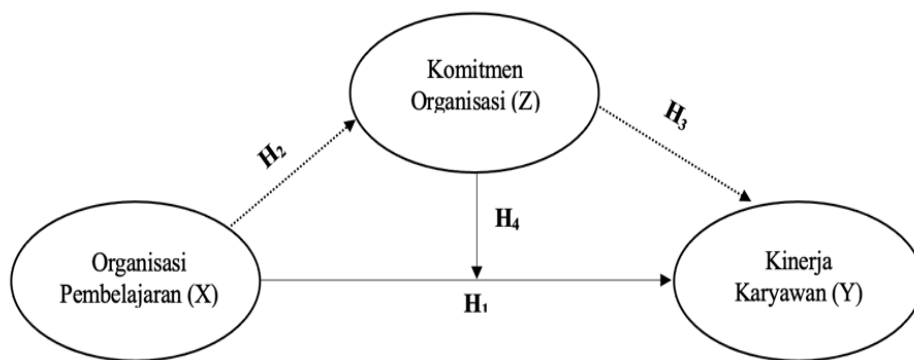 Komitmen
Organisasi (Z)
H₂
H₃
H₄
Organisasi
Pembelajaran (X)
Kinerja
Karyawan (Y)
H₁